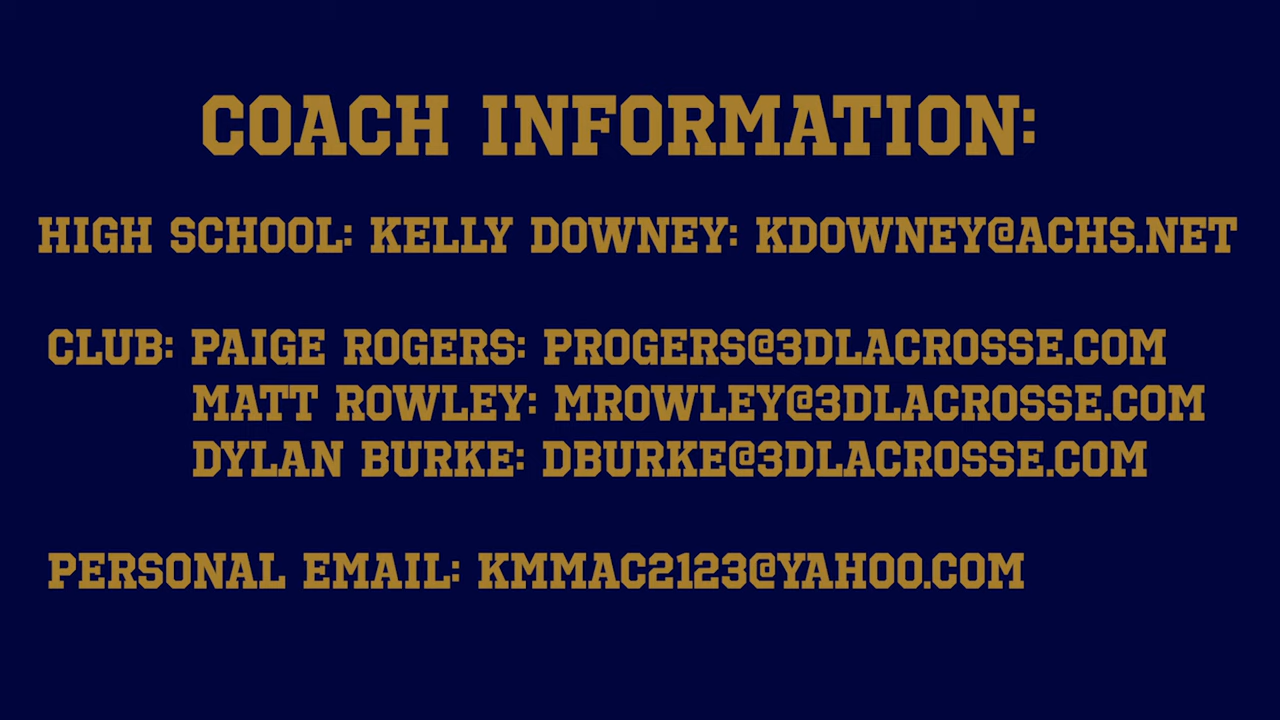 COACH INFORMATION:
HIGH SCHOOL: KELLY DOWNEY: KDOWNEY@ACHS.NET
CLUB: PAIGE ROGERS: PROGERS@3DLACROSSE.COM
MATT ROWLEY: MROWLEY@3DLACROSSE.COM
DYLAN BURKE: DBURKE@3DLACROSSE.COM
PERSONAL EMAIL: KMMAC2123@YAHOO.COM